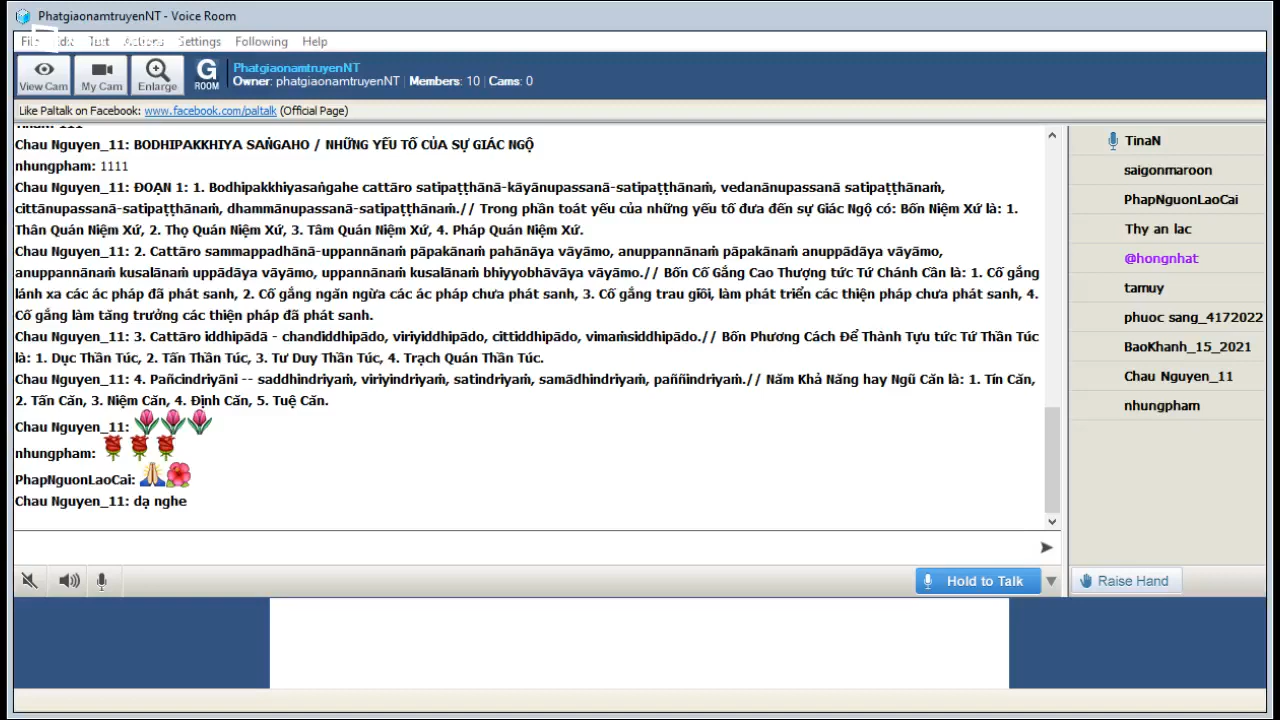 PhatgiaonamtruyenNT - Voice Room
Settings Following Help
View Cam My Cam Enlarge G ROOM
PhatgiaonamtruyenNT
Owner: phatgiaonamtruyenNT | Members: 10 | Cams: 0
Like Paltalk on Facebook: www.facebook.com/paltalk (Official Page)
Chau Nguyen_11: BODHIPAKKHIYA SAṄGAHO / NHỮNG YẾU TỐ CỦA SỰ GIÁC NGỘ
nhungpham: 1111
Chau Nguyen_11: ĐOẠN 1: 1. Bodhipakkhiyasaṅgahe cattāro satipaṭṭhānā-kāyānupassanā-satipaṭṭhānaṁ, vedanānupassanā satipaṭṭhānaṁ,
cittānupassanā-satipaṭṭhānaṁ, dhammānupassanā-satipaṭṭhānaṁ.// Trong phần toát yếu của những yếu tố đưa đến sự Giác Ngộ có: Bốn Niệm Xứ là: 1.
Thân Quán Niệm Xứ, 2. Thọ Quán Niệm Xứ, 3. Tâm Quán Niệm Xứ, 4. Pháp Quán Niệm Xứ.
Chau Nguyen_11: 2. Cattāro sammappadhānā-uppannānaṁ pāpakānaṁ pahānāya vāyāmo, anuppannānaṁ pāpakānaṁ anuppādāya vāyāmo,
anuppannānaṁ kusalānaṁ uppādāya vāyāmo, uppannānaṁ kusalānaṁ bhiyyobhāvāya vāyāmo.// Bốn Cố Gắng Cao Thượng tức Tứ Chánh Cần là: 1. Cố gắng
lánh xa các ác pháp đã phát sanh, 2. Cố gắng ngăn ngừa các ác pháp chưa phát sanh, 3. Cố gắng trau giồi, làm phát triển các thiện pháp chưa phát sanh, 4.
Cố gắng làm tăng trưởng các thiện pháp đã phát sanh.
Chau Nguyen_11: 3. Cattāro iddhipādā - chandiddhipādo, viriyiddhipādo, cittiddhipādo, vimaṁsiddhipādo.// Bốn Phương Cách Để Thành Tựu tức Tứ Thần Túc
là: 1. Dục Thần Túc, 2. Tấn Thần Túc, 3. Tư Duy Thần Túc, 4. Trạch Quán Thần Túc.
Chau Nguyen_11: 4. Pañcindriyāni -- saddhindriyaṁ, viriyindriyaṁ, satindriyaṁ, samādhindriyaṁ, paññindriyaṁ.// Năm Khả Năng hay Ngũ Căn là: 1. Tín Căn,
2. Tấn Căn, 3. Niệm Căn, 4. Định Căn, 5. Tuệ Căn.
Chau Nguyen_11:
nhungpham:
PhapNguonLaoCai:
Chau Nguyen_11: dạ nghe
Hold to Talk
TinaN
saigonmaroon
PhapNguonLaoCai
Thy an lac
@hongnhat
tamuy
phuoc sang_4172022
BaoKhanh_15_2021
Chau Nguyen_11
nhungpham
Raise Hand